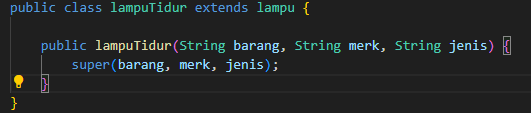 public class lampuTidur extends lampu {
public lampuTidur(String barang, String merk, String jenis) {
super(barang, merk, jenis);
}
}